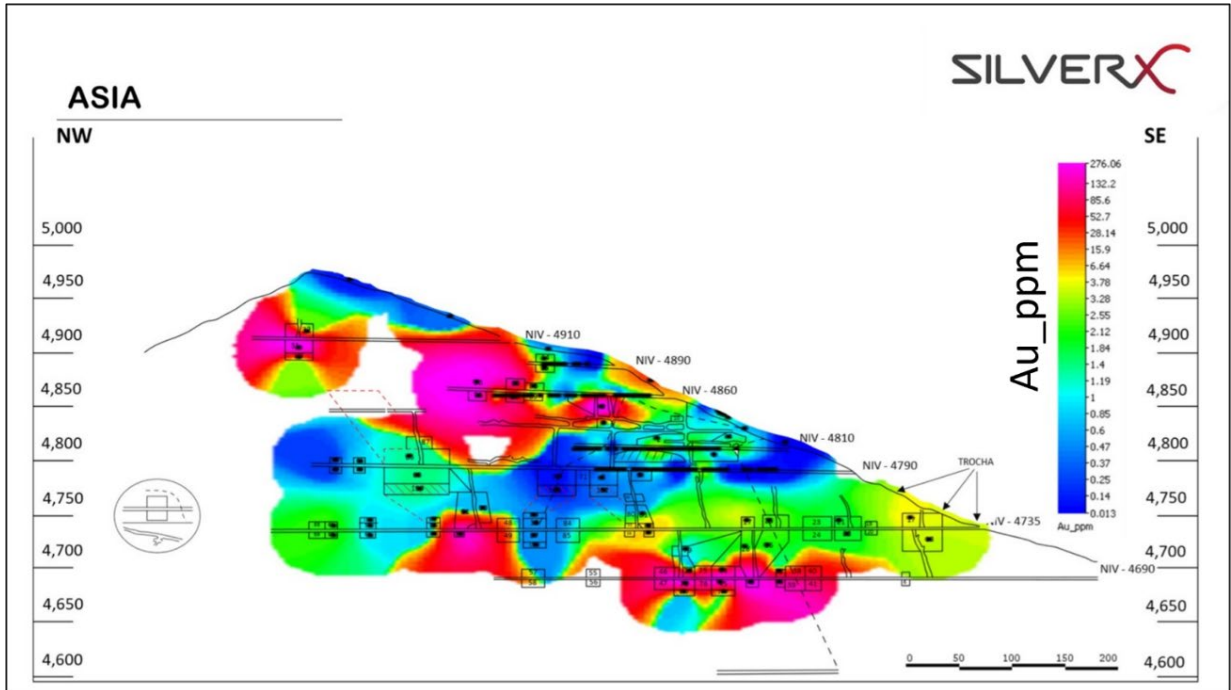 SILVERX
ASIA
NW
SE
276.06
132.2
85.6
52.7
28.14
15.9
6.64
3.78
3.28
2.55
2.12
1.84
1.4
1.19
1
0.85
0.6
0.47
0.37
0.25
0.14
0.013
Au_ppm
Au_ppm
5,000
4,950
4,900
4,850
4,800
4,750
4,700
4,650
4,600
5,000
4,950
4,900
4,850
4,800
4,750
4,700
4,650
4,600
NIV - 4910
NIV - 4890
NIV - 4860
NIV - 4810
NIV - 4790
TROCHA
NIV - 4735
NIV - 4690
0 50 100 150 200